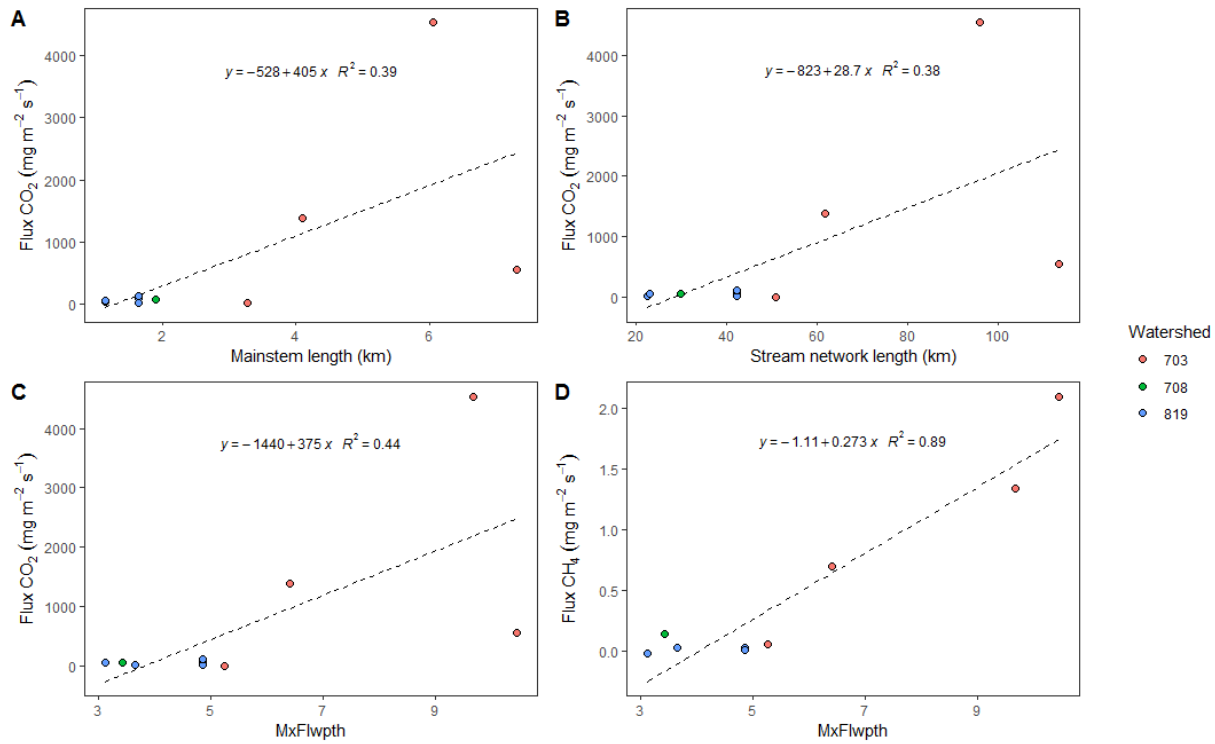 A
y = −528 + 405 x R² = 0.39
Flux CO₂ (mg m⁻² s⁻¹)
4000
3000
2000
1000
0
2 4 6
Mainstem length (km)
B
y = −823 + 28.7 x R² = 0.38
Flux CO₂ (mg m⁻² s⁻¹)
4000
3000
2000
1000
0
20 40 60 80 100
Stream network length (km)
C
y = −1440 + 375 x R² = 0.44
Flux CO₂ (mg m⁻² s⁻¹)
4000
3000
2000
1000
0
3 5 7 9
MxFlwpth
D
y = −1.11 + 0.273 x R² = 0.89
Flux CH₄ (mg m⁻² s⁻¹)
2.0
1.5
1.0
0.5
0.0
3 5 7 9
MxFlwpth
Watershed
703
708
819